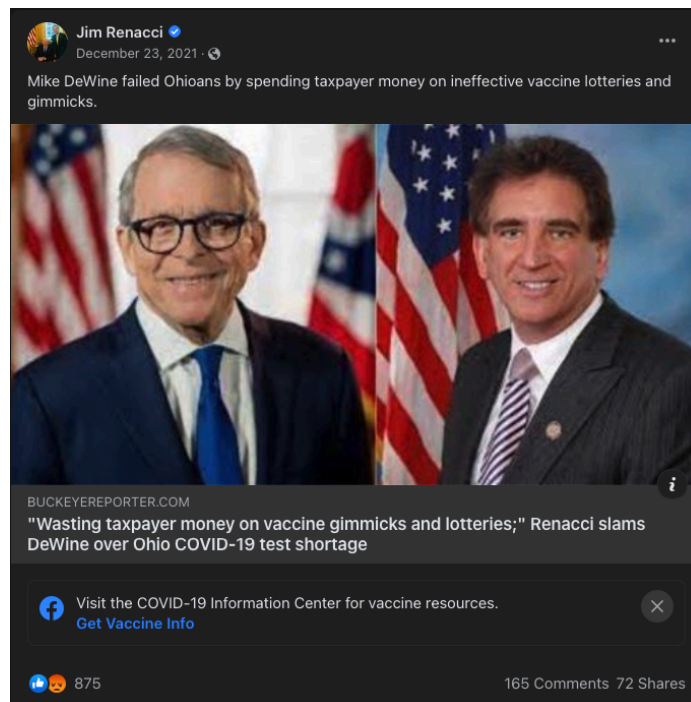 Jim Renacci
December 23, 2021 ·
Mike DeWine failed Ohioans by spending taxpayer money on ineffective vaccine lotteries and
gimmicks.
BUCKEYEREPORTER.COM
"Wasting taxpayer money on vaccine gimmicks and lotteries;" Renacci slams
DeWine over Ohio COVID-19 test shortage
Visit the COVID-19 Information Center for vaccine resources.
Get Vaccine Info
875
165 Comments 72 Shares